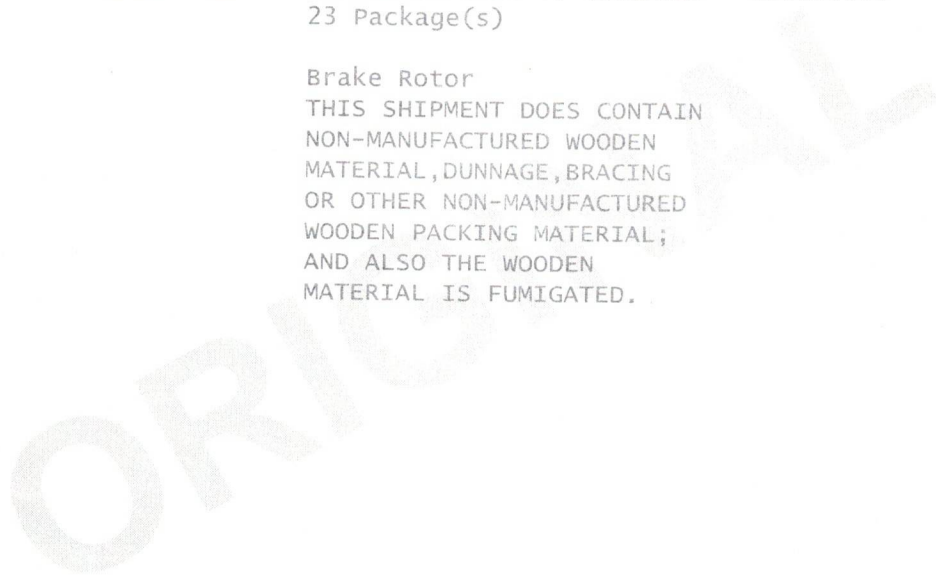 23 Package(s)
Brake Rotor
THIS SHIPMENT DOES CONTAIN
NON-MANUFACTURED WOODEN
MATERIAL,DUNNAGE,BRACING
OR OTHER NON-MANUFACTURED
WOODEN PACKING MATERIAL;
AND ALSO THE WOODEN
MATERIAL IS FUMIGATED.
ORIGINAL